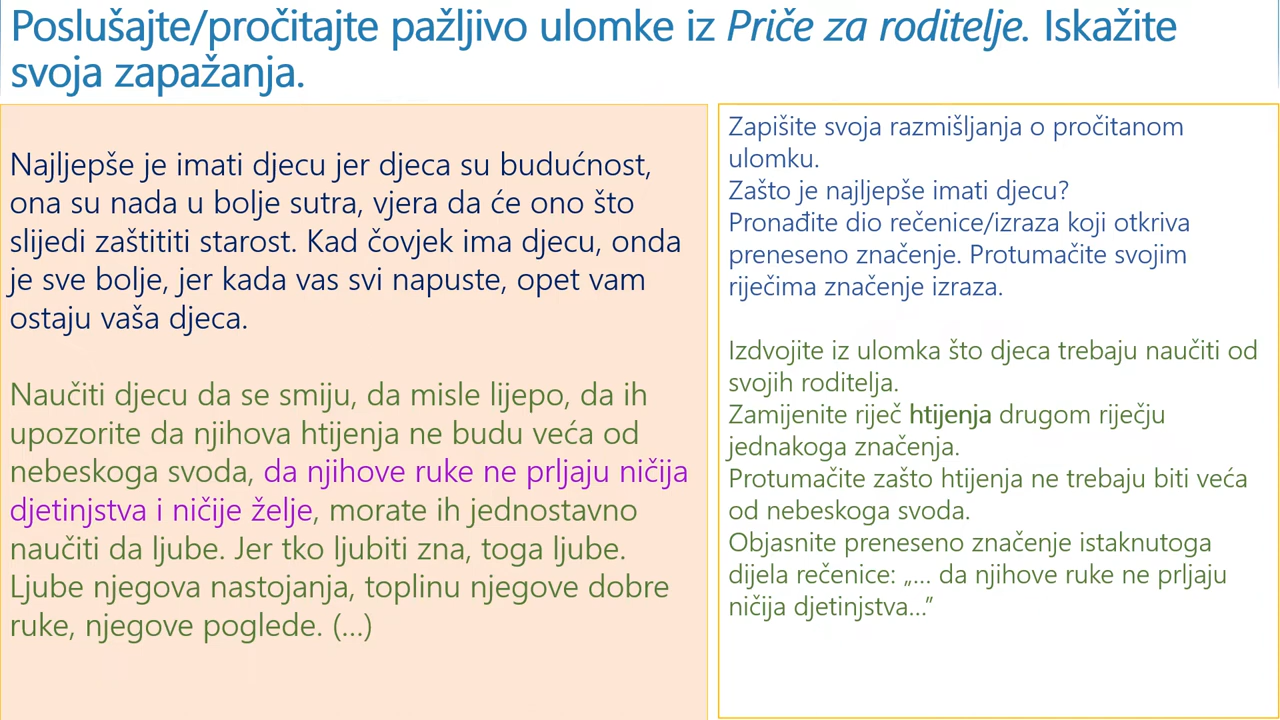 Poslušajte/pročitajte pažljivo ulomke iz Priče za roditelje. Iskažite
svoja zapažanja.
Najljepše je imati djecu jer djeca su budućnost,
ona su nada u bolje sutra, vjera da će ono što
slijedi zaštititi starost. Kad čovjek ima djecu, onda
je sve bolje, jer kada vas svi napuste, opet vam
ostaju vaša djeca.
Naučiti djecu da se smiju, da misle lijepo, da ih
upozorite da njihova htijenja ne budu veća od
nebeskoga svoda, da njihove ruke ne prljaju ničija
djetinjstva i ničije želje, morate ih jednostavno
naučiti da ljube. Jer tko ljubiti zna, toga ljube.
Ljube njegova nastojanja, toplinu njegove dobre
ruke, njegove poglede. (...)
Zapišite svoja razmišljanja o pročitanom
ulomku.
Zašto je najljepše imati djecu?
Pronađite dio rečenice/izraza koji otkriva
preneseno značenje. Protumačite svojim
riječima značenje izraza.
Izdvojite iz ulomka što djeca trebaju naučiti od
svojih roditelja.
Zamijenite riječ htijenja drugom riječju
jednakoga značenja.
Protumačite zašto htijenja ne trebaju biti veća
od nebeskoga svoda.
Objasnite preneseno značenje istaknutoga
dijela rečenice: „... da njihove ruke ne prljaju
ničija djetinjstva...”